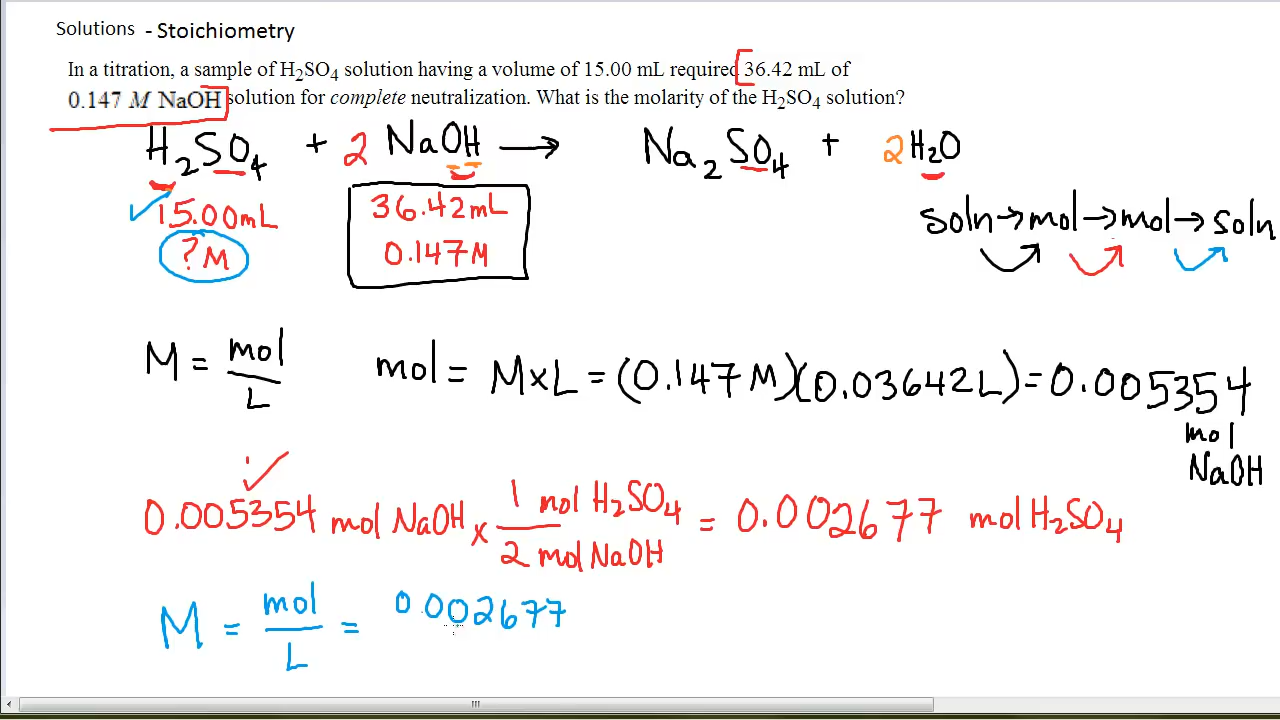 Solutions - Stoichiometry
In a titration, a sample of H₂SO₄ solution having a volume of 15.00 mL required 36.42 mL of
0.147 M NaOH solution for complete neutralization. What is the molarity of the H₂SO₄ solution?
H₂SO₄ + 2 NaOH → Na₂SO₄ + 2H₂O
15.00mL 36.42mL
?M 0.147M
soln → mol → mol → soln
M = mol/L mol = M×L = (0.147M)(0.03642L) = 0.005354
mol
NaOH
0.005354 mol NaOH × 1 mol H₂SO₄ / 2 mol NaOH = 0.002677 mol H₂SO₄
M = mol/L = 0.002677